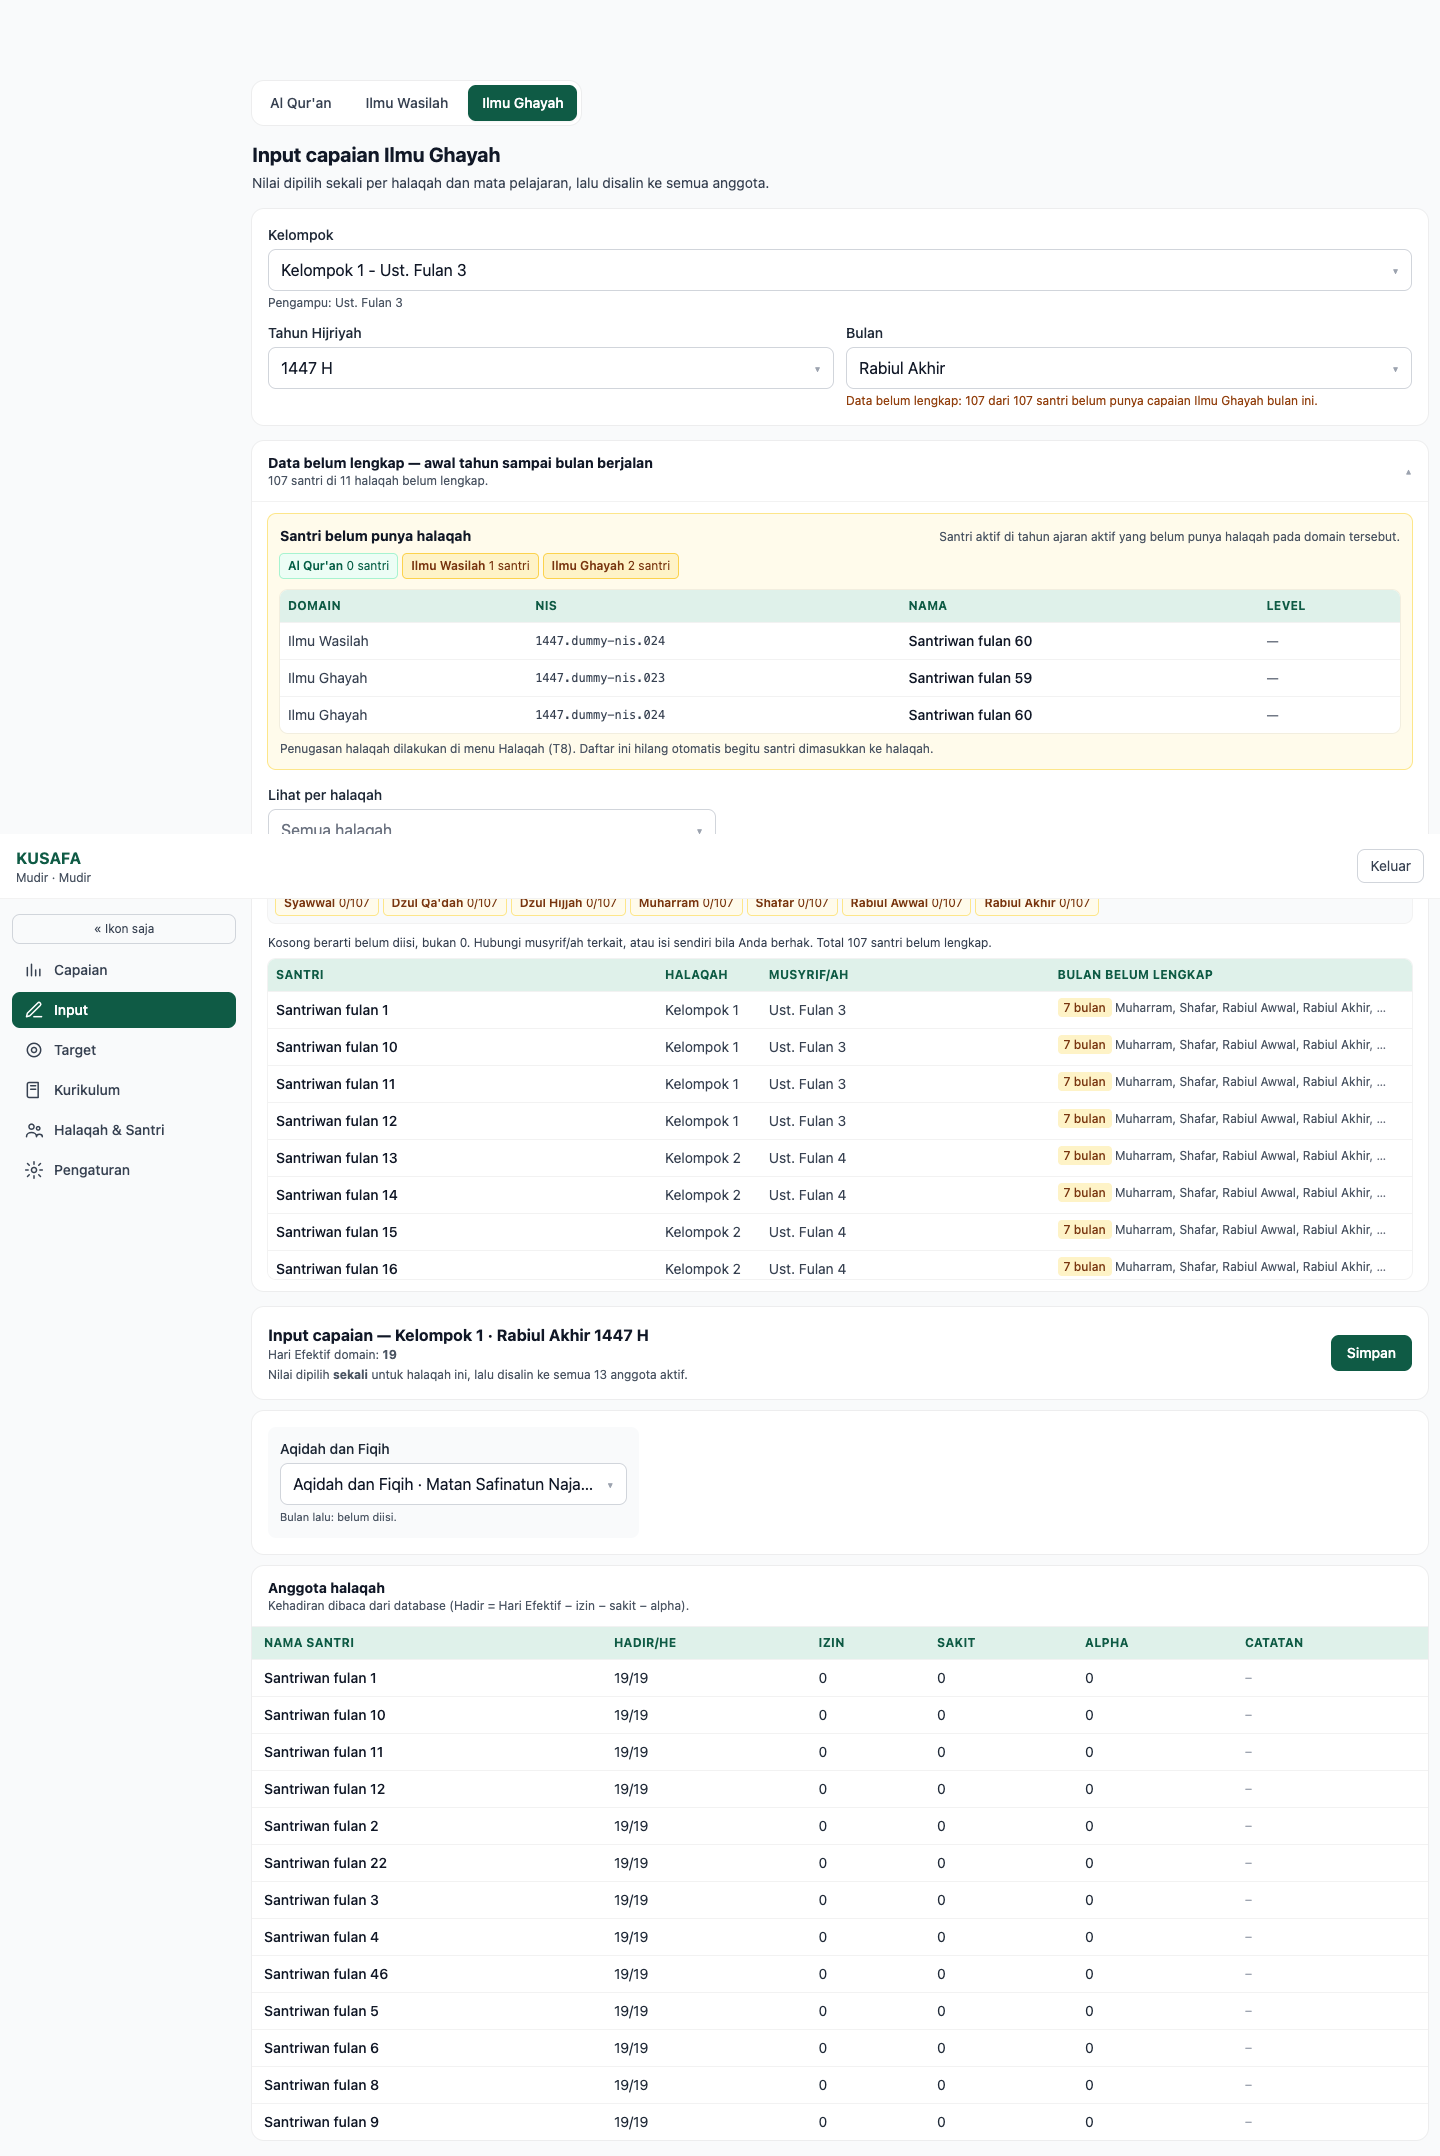 Al Qur'an Ilmu Wasilah Ilmu Ghayah
Input capaian Ilmu Ghayah
Nilai dipilih sekali per halaqah dan mata pelajaran, lalu disalin ke semua anggota.
Kelompok
Kelompok 1 - Ust. Fulan 3
Pengampu: Ust. Fulan 3
Tahun Hijriyah Bulan
1447 H Rabiul Akhir
Data belum lengkap: 107 dari 107 santri belum punya capaian Ilmu Ghayah bulan ini.
Data belum lengkap — awal tahun sampai bulan berjalan
107 santri di 11 halaqah belum lengkap.
Santri belum punya halaqah Santri aktif di tahun ajaran aktif yang belum punya halaqah pada domain tersebut.
Al Qur'an 0 santri Ilmu Wasilah 1 santri Ilmu Ghayah 2 santri
DOMAIN NIS NAMA LEVEL
Ilmu Wasilah 1447.dummy-nis.024 Santriwan fulan 60 —
Ilmu Ghayah 1447.dummy-nis.023 Santriwan fulan 59 —
Ilmu Ghayah 1447.dummy-nis.024 Santriwan fulan 60 —
Penugasan halaqah dilakukan di menu Halaqah (T8). Daftar ini hilang otomatis begitu santri dimasukkan ke halaqah.
Lihat per halaqah
Semua halaqah
KUSAFA
Mudir · Mudir
Keluar
Syawwal 0/107 Dzul Qa'dah 0/107 Dzul Hijjah 0/107 Muharram 0/107 Shafar 0/107 Rabiul Awwal 0/107 Rabiul Akhir 0/107
« Ikon saja
Capaian
Input
Target
Kurikulum
Halaqah & Santri
Pengaturan
Kosong berarti belum diisi, bukan 0. Hubungi musyrif/ah terkait, atau isi sendiri bila Anda berhak. Total 107 santri belum lengkap.
SANTRI HALAQAH MUSYRIF/AH BULAN BELUM LENGKAP
Santriwan fulan 1 Kelompok 1 Ust. Fulan 3 7 bulan Muharram, Shafar, Rabiul Awwal, Rabiul Akhir, ...
Santriwan fulan 10 Kelompok 1 Ust. Fulan 3 7 bulan Muharram, Shafar, Rabiul Awwal, Rabiul Akhir, ...
Santriwan fulan 11 Kelompok 1 Ust. Fulan 3 7 bulan Muharram, Shafar, Rabiul Awwal, Rabiul Akhir, ...
Santriwan fulan 12 Kelompok 1 Ust. Fulan 3 7 bulan Muharram, Shafar, Rabiul Awwal, Rabiul Akhir, ...
Santriwan fulan 13 Kelompok 2 Ust. Fulan 4 7 bulan Muharram, Shafar, Rabiul Awwal, Rabiul Akhir, ...
Santriwan fulan 14 Kelompok 2 Ust. Fulan 4 7 bulan Muharram, Shafar, Rabiul Awwal, Rabiul Akhir, ...
Santriwan fulan 15 Kelompok 2 Ust. Fulan 4 7 bulan Muharram, Shafar, Rabiul Awwal, Rabiul Akhir, ...
Santriwan fulan 16 Kelompok 2 Ust. Fulan 4 7 bulan Muharram, Shafar, Rabiul Awwal, Rabiul Akhir, ...
Input capaian — Kelompok 1 · Rabiul Akhir 1447 H
Hari Efektif domain: 19
Nilai dipilih sekali untuk halaqah ini, lalu disalin ke semua 13 anggota aktif.
Simpan
Aqidah dan Fiqih
Aqidah dan Fiqih · Matan Safinatun Naja...
Bulan lalu: belum diisi.
Anggota halaqah
Kehadiran dibaca dari database (Hadir = Hari Efektif − izin − sakit − alpha).
NAMA SANTRI HADIR/HE IZIN SAKIT ALPHA CATATAN
Santriwan fulan 1 19/19 0 0 0 –
Santriwan fulan 10 19/19 0 0 0 –
Santriwan fulan 11 19/19 0 0 0 –
Santriwan fulan 12 19/19 0 0 0 –
Santriwan fulan 2 19/19 0 0 0 –
Santriwan fulan 22 19/19 0 0 0 –
Santriwan fulan 3 19/19 0 0 0 –
Santriwan fulan 4 19/19 0 0 0 –
Santriwan fulan 46 19/19 0 0 0 –
Santriwan fulan 5 19/19 0 0 0 –
Santriwan fulan 6 19/19 0 0 0 –
Santriwan fulan 8 19/19 0 0 0 –
Santriwan fulan 9 19/19 0 0 0 –